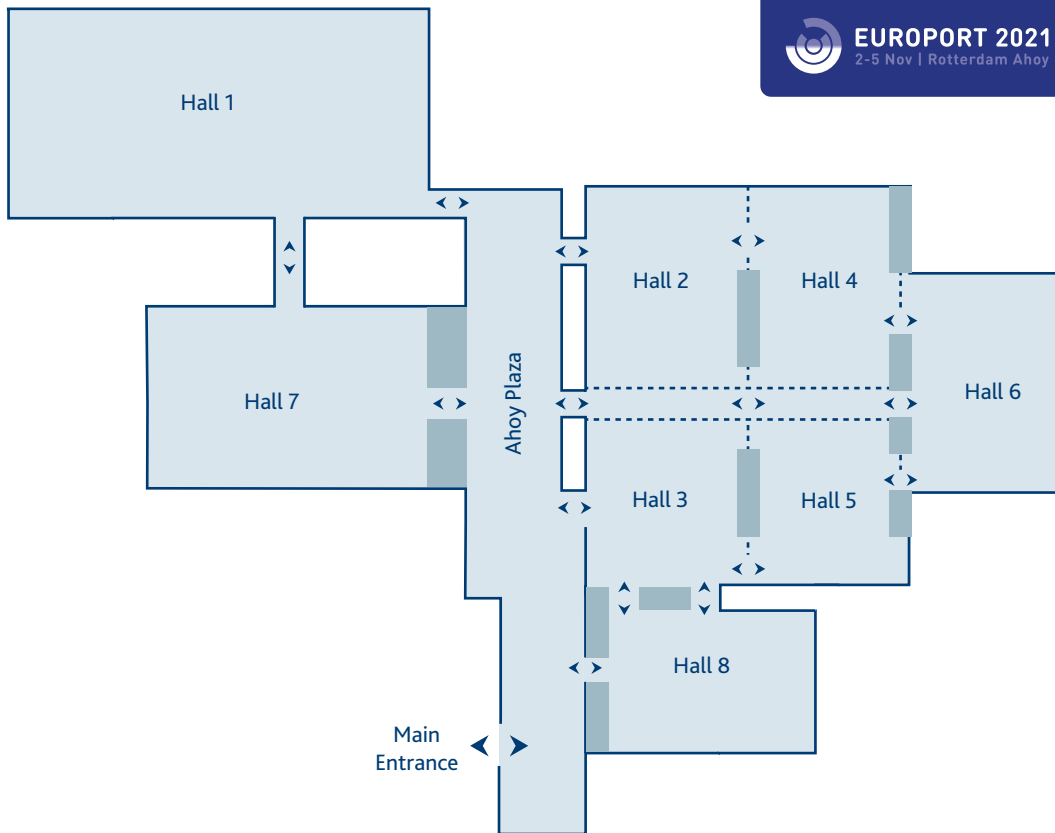 EUROPORT 2021
2-5 Nov | Rotterdam Ahoy
Hall 1
Hall 2
Hall 4
Hall 6
Hall 7
Ahoy Plaza
Hall 3
Hall 5
Hall 8
Main
Entrance